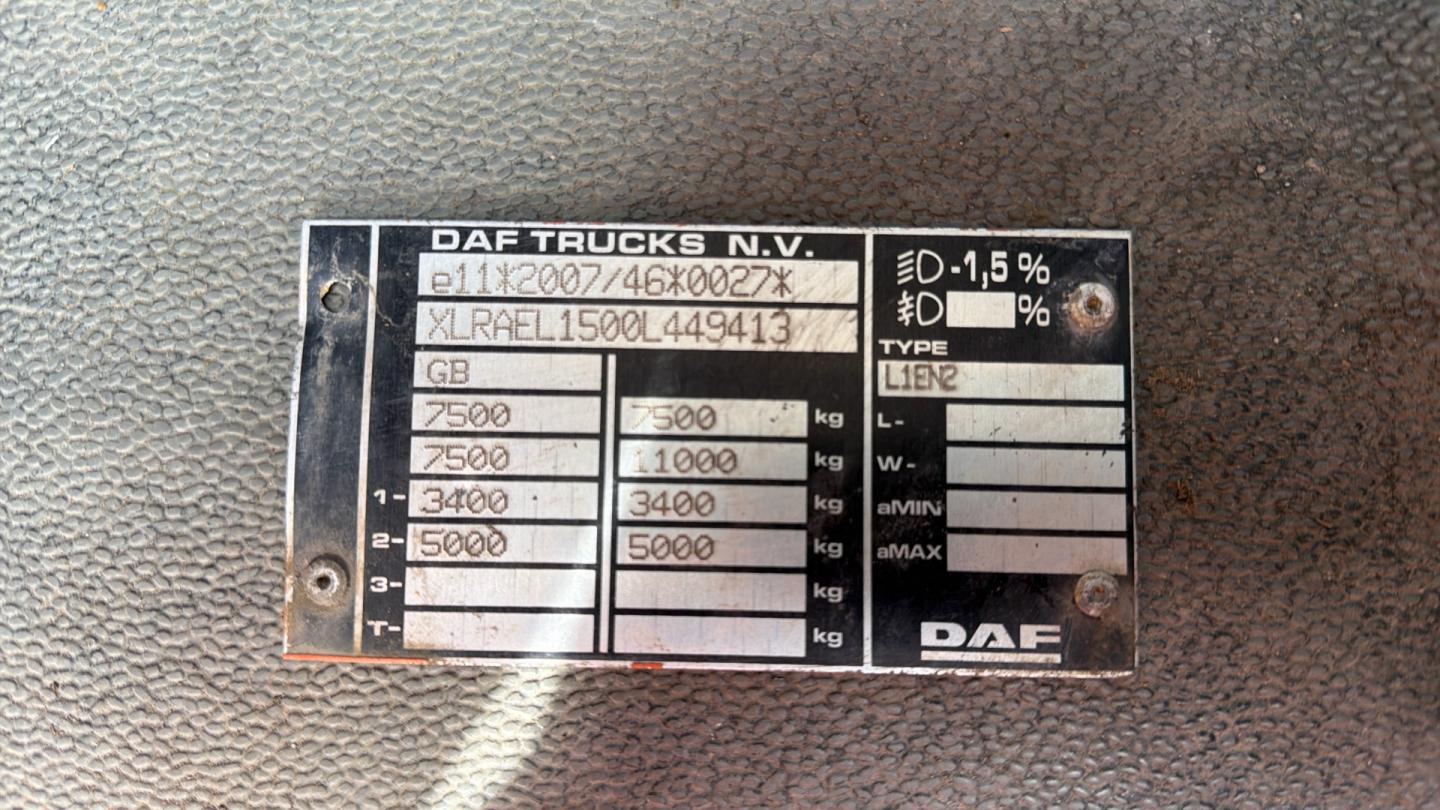 DAF TRUCKS N.V.
e11*2007/46*0027*
XLRAEL1500L449413
GB
7500 7500 kg
7500 11000 kg
1- 3400 3400 kg
2- 5000 5000 kg
3- kg
T- kg
-1,5 %
%
TYPE
L1EN2
L-
W-
aMIN
aMAX
DAF